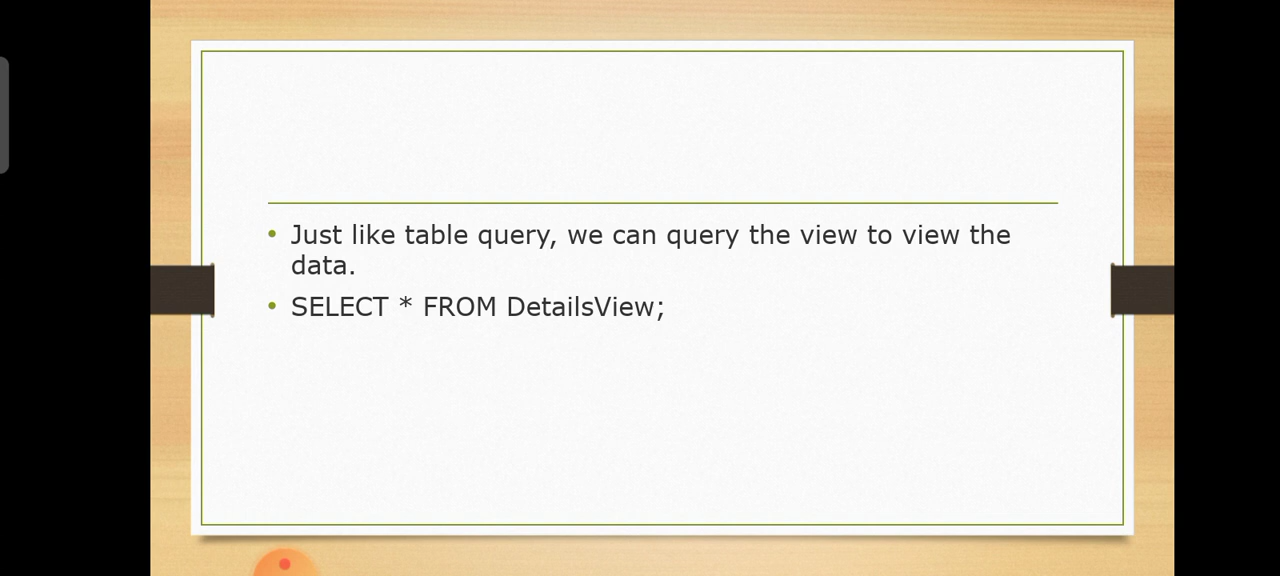 Just like table query, we can query the view to view the
data.
SELECT * FROM DetailsView;